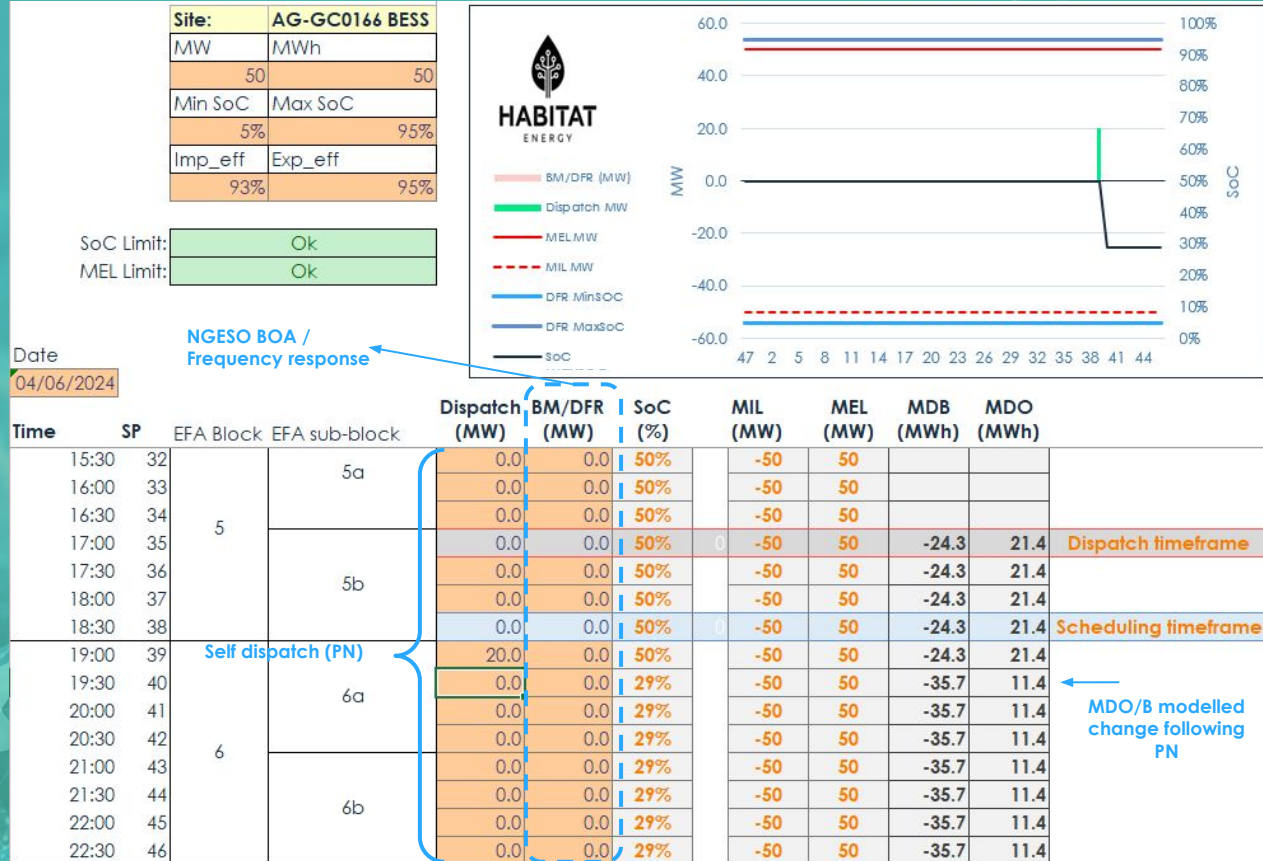 Site: AG-GC0166 BESS
MW MWh
50 50
Min SoC Max SoC
5% 95%
Imp_eff Exp_eff
93% 95%
SoC Limit: Ok
MEL Limit: Ok
HABITAT
ENERGY
BM/DFR (MW)
Dispatch MW
MEL MW
MIL MW
DFR MinSOC
DFR MaxSoC
SoC
MW
60.0
40.0
20.0
0.0
-20.0
-40.0
-60.0
100%
90%
80%
70%
60%
50%
40%
30%
20%
10%
0%
SoC
47 2 5 8 11 14 17 20 23 26 29 32 35 38 41 44
NGESO BOA /
Frequency response
Date
04/06/2024
Time SP EFA Block EFA sub-block Dispatch (MW) BM/DFR (MW) SoC (%) MIL (MW) MEL (MW) MDB (MWh) MDO (MWh)
15:30 32 0.0 0.0 50% -50 50
5a
16:00 33 0.0 0.0 50% -50 50
16:30 34 0.0 0.0 50% -50 50
5
17:00 35 0.0 0.0 50% 0 -50 50 -24.3 21.4 Dispatch timeframe
17:30 36 0.0 0.0 50% -50 50 -24.3 21.4
5b
18:00 37 0.0 0.0 50% -50 50 -24.3 21.4
18:30 38 0.0 0.0 50% 0 -50 50 -24.3 21.4 Scheduling timeframe
19:00 39 20.0 0.0 50% -50 50 -24.3 21.4
Self dispatch (PN)
19:30 40 0.0 0.0 29% -50 50 -35.7 11.4
6a
20:00 41 0.0 0.0 29% -50 50 -35.7 11.4
20:30 42 0.0 0.0 29% -50 50 -35.7 11.4
6
21:00 43 0.0 0.0 29% -50 50 -35.7 11.4
21:30 44 0.0 0.0 29% -50 50 -35.7 11.4
6b
22:00 45 0.0 0.0 29% -50 50 -35.7 11.4
22:30 46 0.0 0.0 29% -50 50 -35.7 11.4
MDO/B modelled
change following
PN